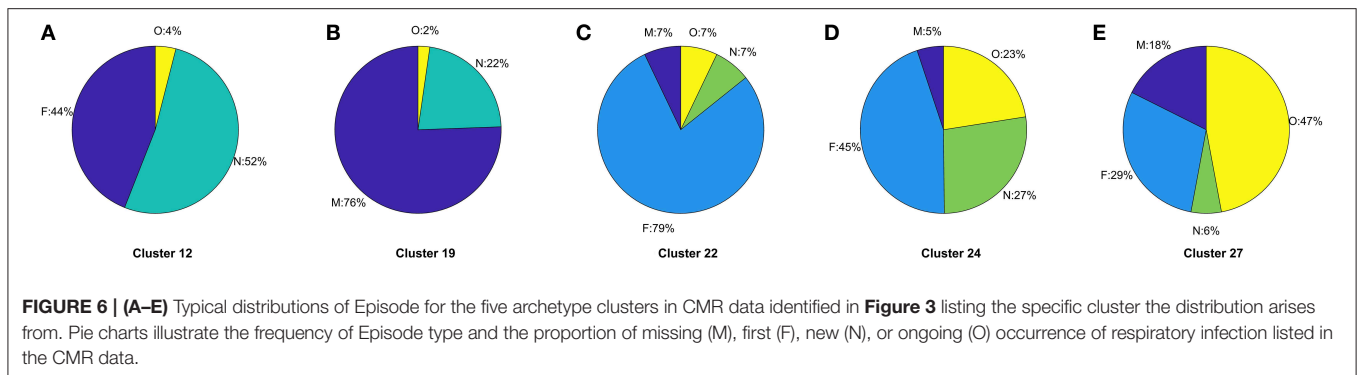 A
B
C
D
E
O:4%
F:44%
N:52%
Cluster 12
O:2%
N:22%
M:76%
Cluster 19
M:7%
O:7%
N:7%
F:79%
Cluster 22
M:5%
O:23%
F:45%
N:27%
Cluster 24
M:18%
O:47%
F:29%
N:6%
Cluster 27
FIGURE 6 | (A–E) Typical distributions of Episode for the five archetype clusters in CMR data identified in Figure 3 listing the specific cluster the distribution arises
from. Pie charts illustrate the frequency of Episode type and the proportion of missing (M), first (F), new (N), or ongoing (O) occurrence of respiratory infection listed in
the CMR data.